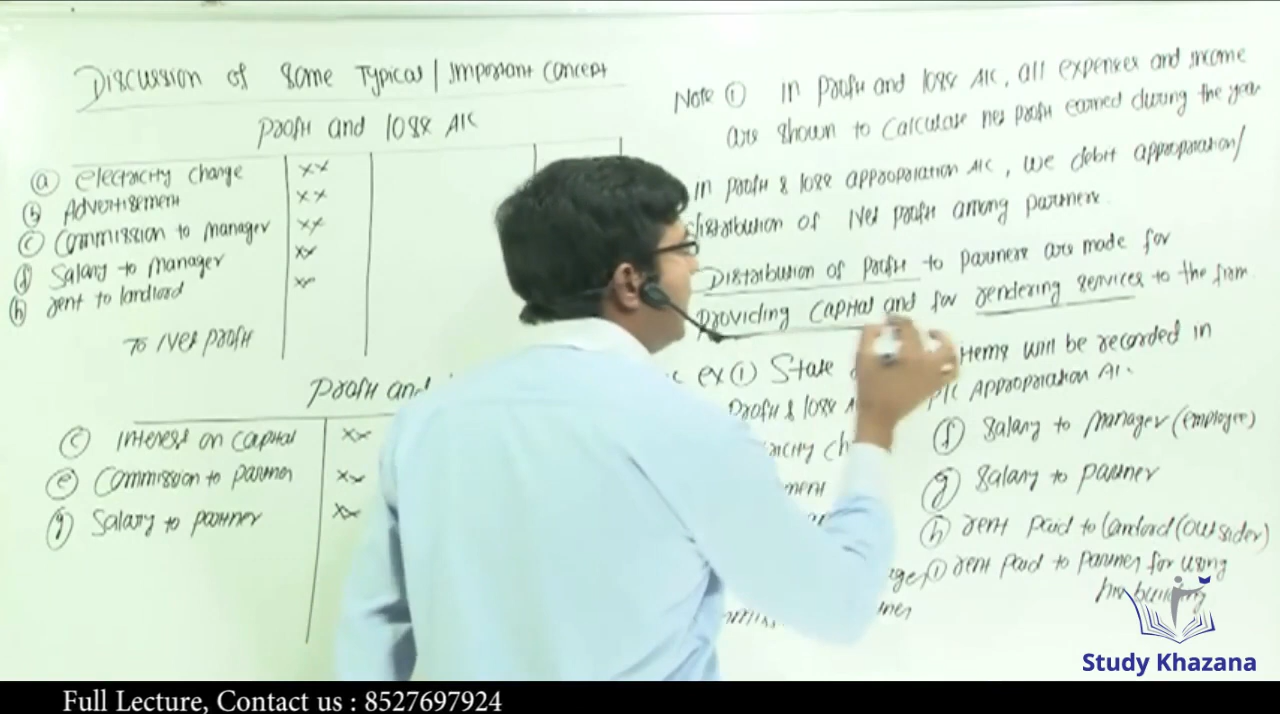 Discussion of some Typical / Important Concept
Profit and loss A/C
(a) electricity change xx
(b) Advertisement xx
(c) Commission to manager xx
(f) Salary to manager xx
(h) rent to landlord xx
To Net profit
Profit and
(c) Interest on capital xx
(e) Commission to partner xx
(g) Salary to partner xx
Note (1) In profit and loss A/C, all expenses and income
are shown to calculate net profit earned during the year
In profit & loss appropriation A/C, we debit appropriation/
distribution of Net profit among partners.
Distribution of profit to partners are made for
providing capital and for rendering services to the firm.
ex (1) State items will be recorded in
Profit & loss A P/L Appropriation A/C.
(f) Salary to manager (employee)
(g) Salary to partner
(h) rent paid to landlord (outsider)
(i) rent paid to partner for using
his building
Study Khazana
Full Lecture, Contact us : 8527697924